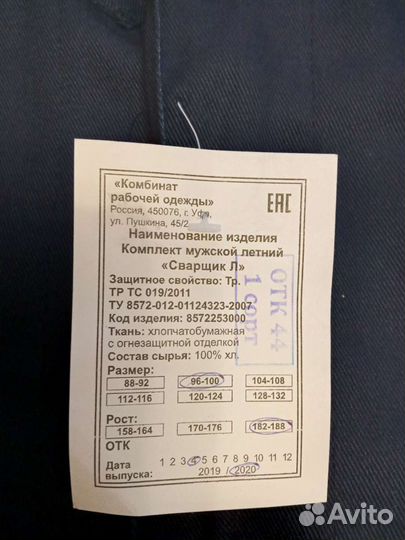 «Комбинат
рабочей одежды»
Россия, 450076, г. Уфа,
ул. Пушкина, 45/2
EAC
Наименование изделия
Комплект мужской летний
«Сварщик Л»
Защитное свойство: Тр.
ТР ТС 019/2011
ТУ 8572-012-01124323-2007
Код изделия: 8572253000
Ткань: хлопчатобумажная
с огнезащитной отделкой
Состав сырья: 100% хл.
ОТК 44
1 сорт
Размер:
88-92 96-100 104-108
112-116 120-124 128-132
Рост:
158-164 170-176 182-188
ОТК
Дата
выпуска:
1 2 3 4 5 6 7 8 9 10 11 12
2019 / 2020
Avito